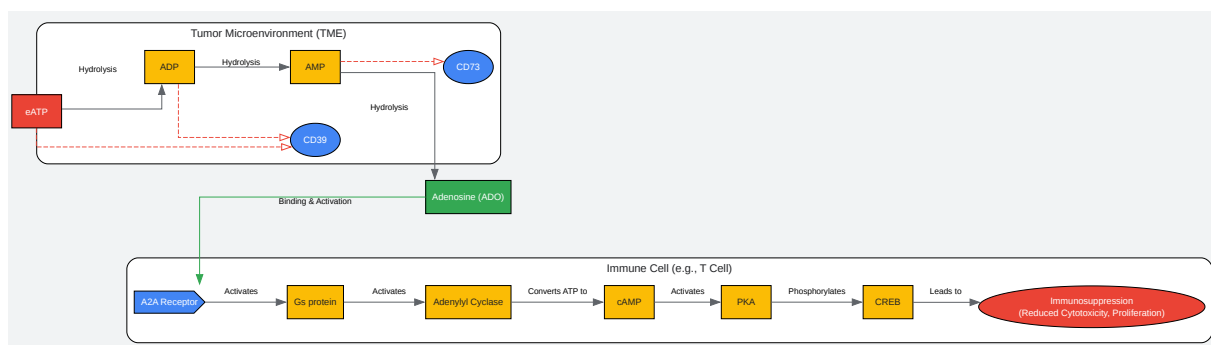 Tumor Microenvironment (TME)
Hydrolysis
ADP
Hydrolysis
AMP
CD73
eATP
Hydrolysis
CD39
Adenosine (ADO)
Binding & Activation
Immune Cell (e.g., T Cell)
A2A Receptor
Activates
Gs protein
Activates
Adenylyl Cyclase
Converts ATP to
cAMP
Activates
PKA
Phosphorylates
CREB
Leads to
Immunosuppression
(Reduced Cytotoxicity, Proliferation)